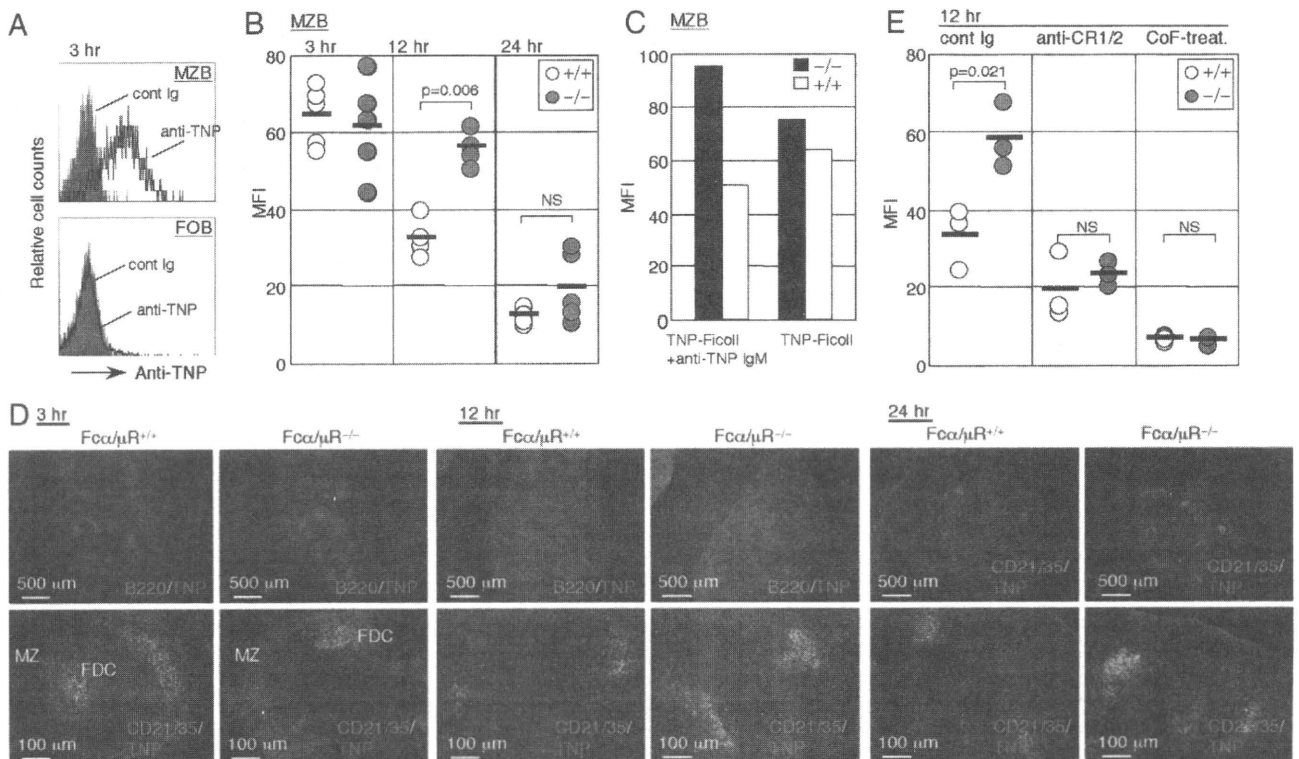 A
3 hr
MZB
cont Ig
anti-TNP
FOB
cont Ig
anti-TNP
Relative cell counts
Anti-TNP
B
MZB
3 hr
12 hr
24 hr
+/+
−/−
p=0.006
NS
MFI
80
60
40
20
0
C
MZB
−/−
+/+
MFI
100
80
60
40
20
0
TNP-Ficoll
+anti-TNP IgM
TNP-Ficoll
E
12 hr
cont Ig
anti-CR1/2
CoF-treat.
+/+
−/−
p=0.021
NS
NS
MFI
80
60
40
20
0
D
3 hr
12 hr
24 hr
Fcα/μR+/+
Fcα/μR−/−
Fcα/μR+/+
Fcα/μR−/−
Fcα/μR+/+
Fcα/μR−/−
500 μm
B220/TNP
500 μm
B220/TNP
500 μm
B220/TNP
500 μm
B220/TNP
500 μm
CD21/35/
TNP
500 μm
CD21/35/
TNP
MZ
FDC
100 μm
CD21/35/
TNP
MZ
FDC
100 μm
CD21/35/
TNP
100 μm
CD21/35/
TNP
100 μm
CD21/35/
TNP
100 μm
CD21/35/
TNP
100 μm
CD21/35/
TNP